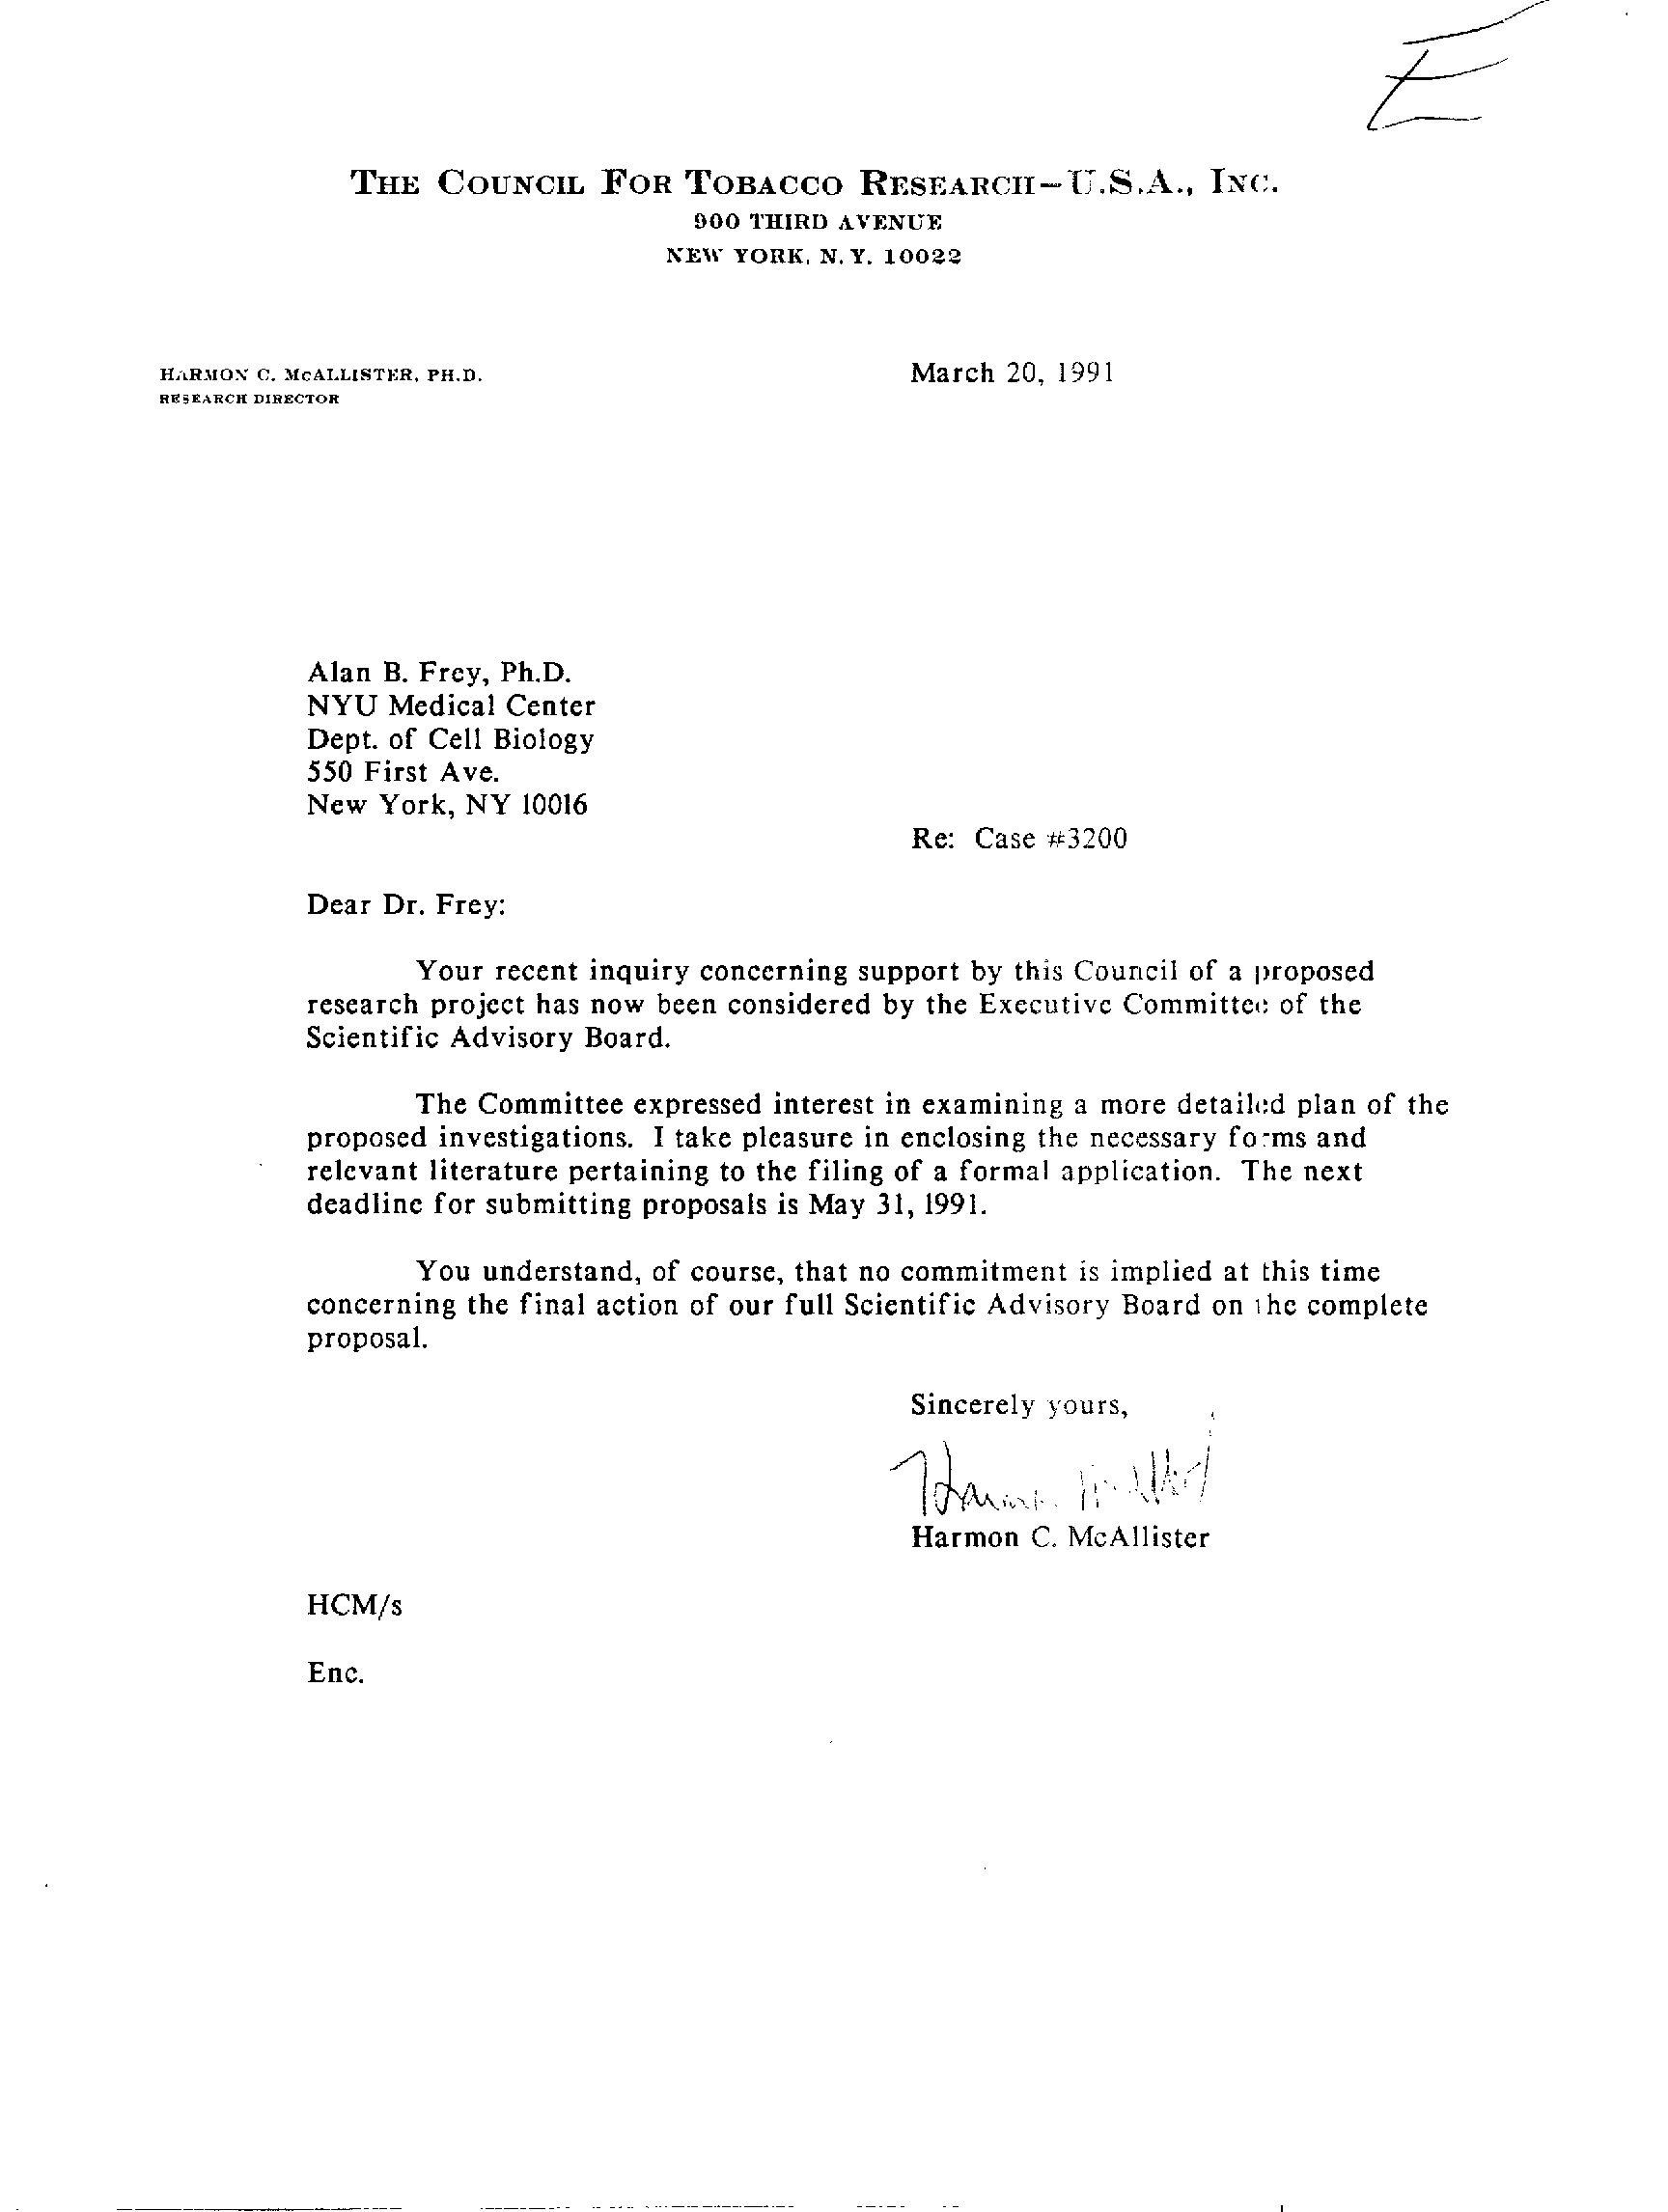 E
THE COUNCIL FOR TOBACCO RESEARCH-U.S.A., INC.
900 THIRD AVENUE
NEW YORK, N.Y. 10022
HARMON C. MCALLISTER, PH.D.
RESEARCH DIRECTOR
March 20, 1991
Alan B. Frey, Ph.D.
NYU Medical Center
Dept. of Cell Biology
550 First Ave.
New York, NY 10016
Re: Case #3200
Dear Dr. Frey:
Your recent inquiry concerning support by this Council of a proposed
research project has now been considered by the Executive Committee of the
Scientific Advisory Board.
The Committee expressed interest in examining a more detailed plan of the
proposed investigations. I take pleasure in enclosing the necessary forms and
relevant literature pertaining to the filing of a formal application. The next
deadline for submitting proposals is May 31, 1991.
You understand, of course, that no commitment is implied at this time
concerning the final action of our full Scientific Advisory Board on the complete
proposal.
Sincerely yours,
Harmon C. McAllister
HCM/s
Enc.